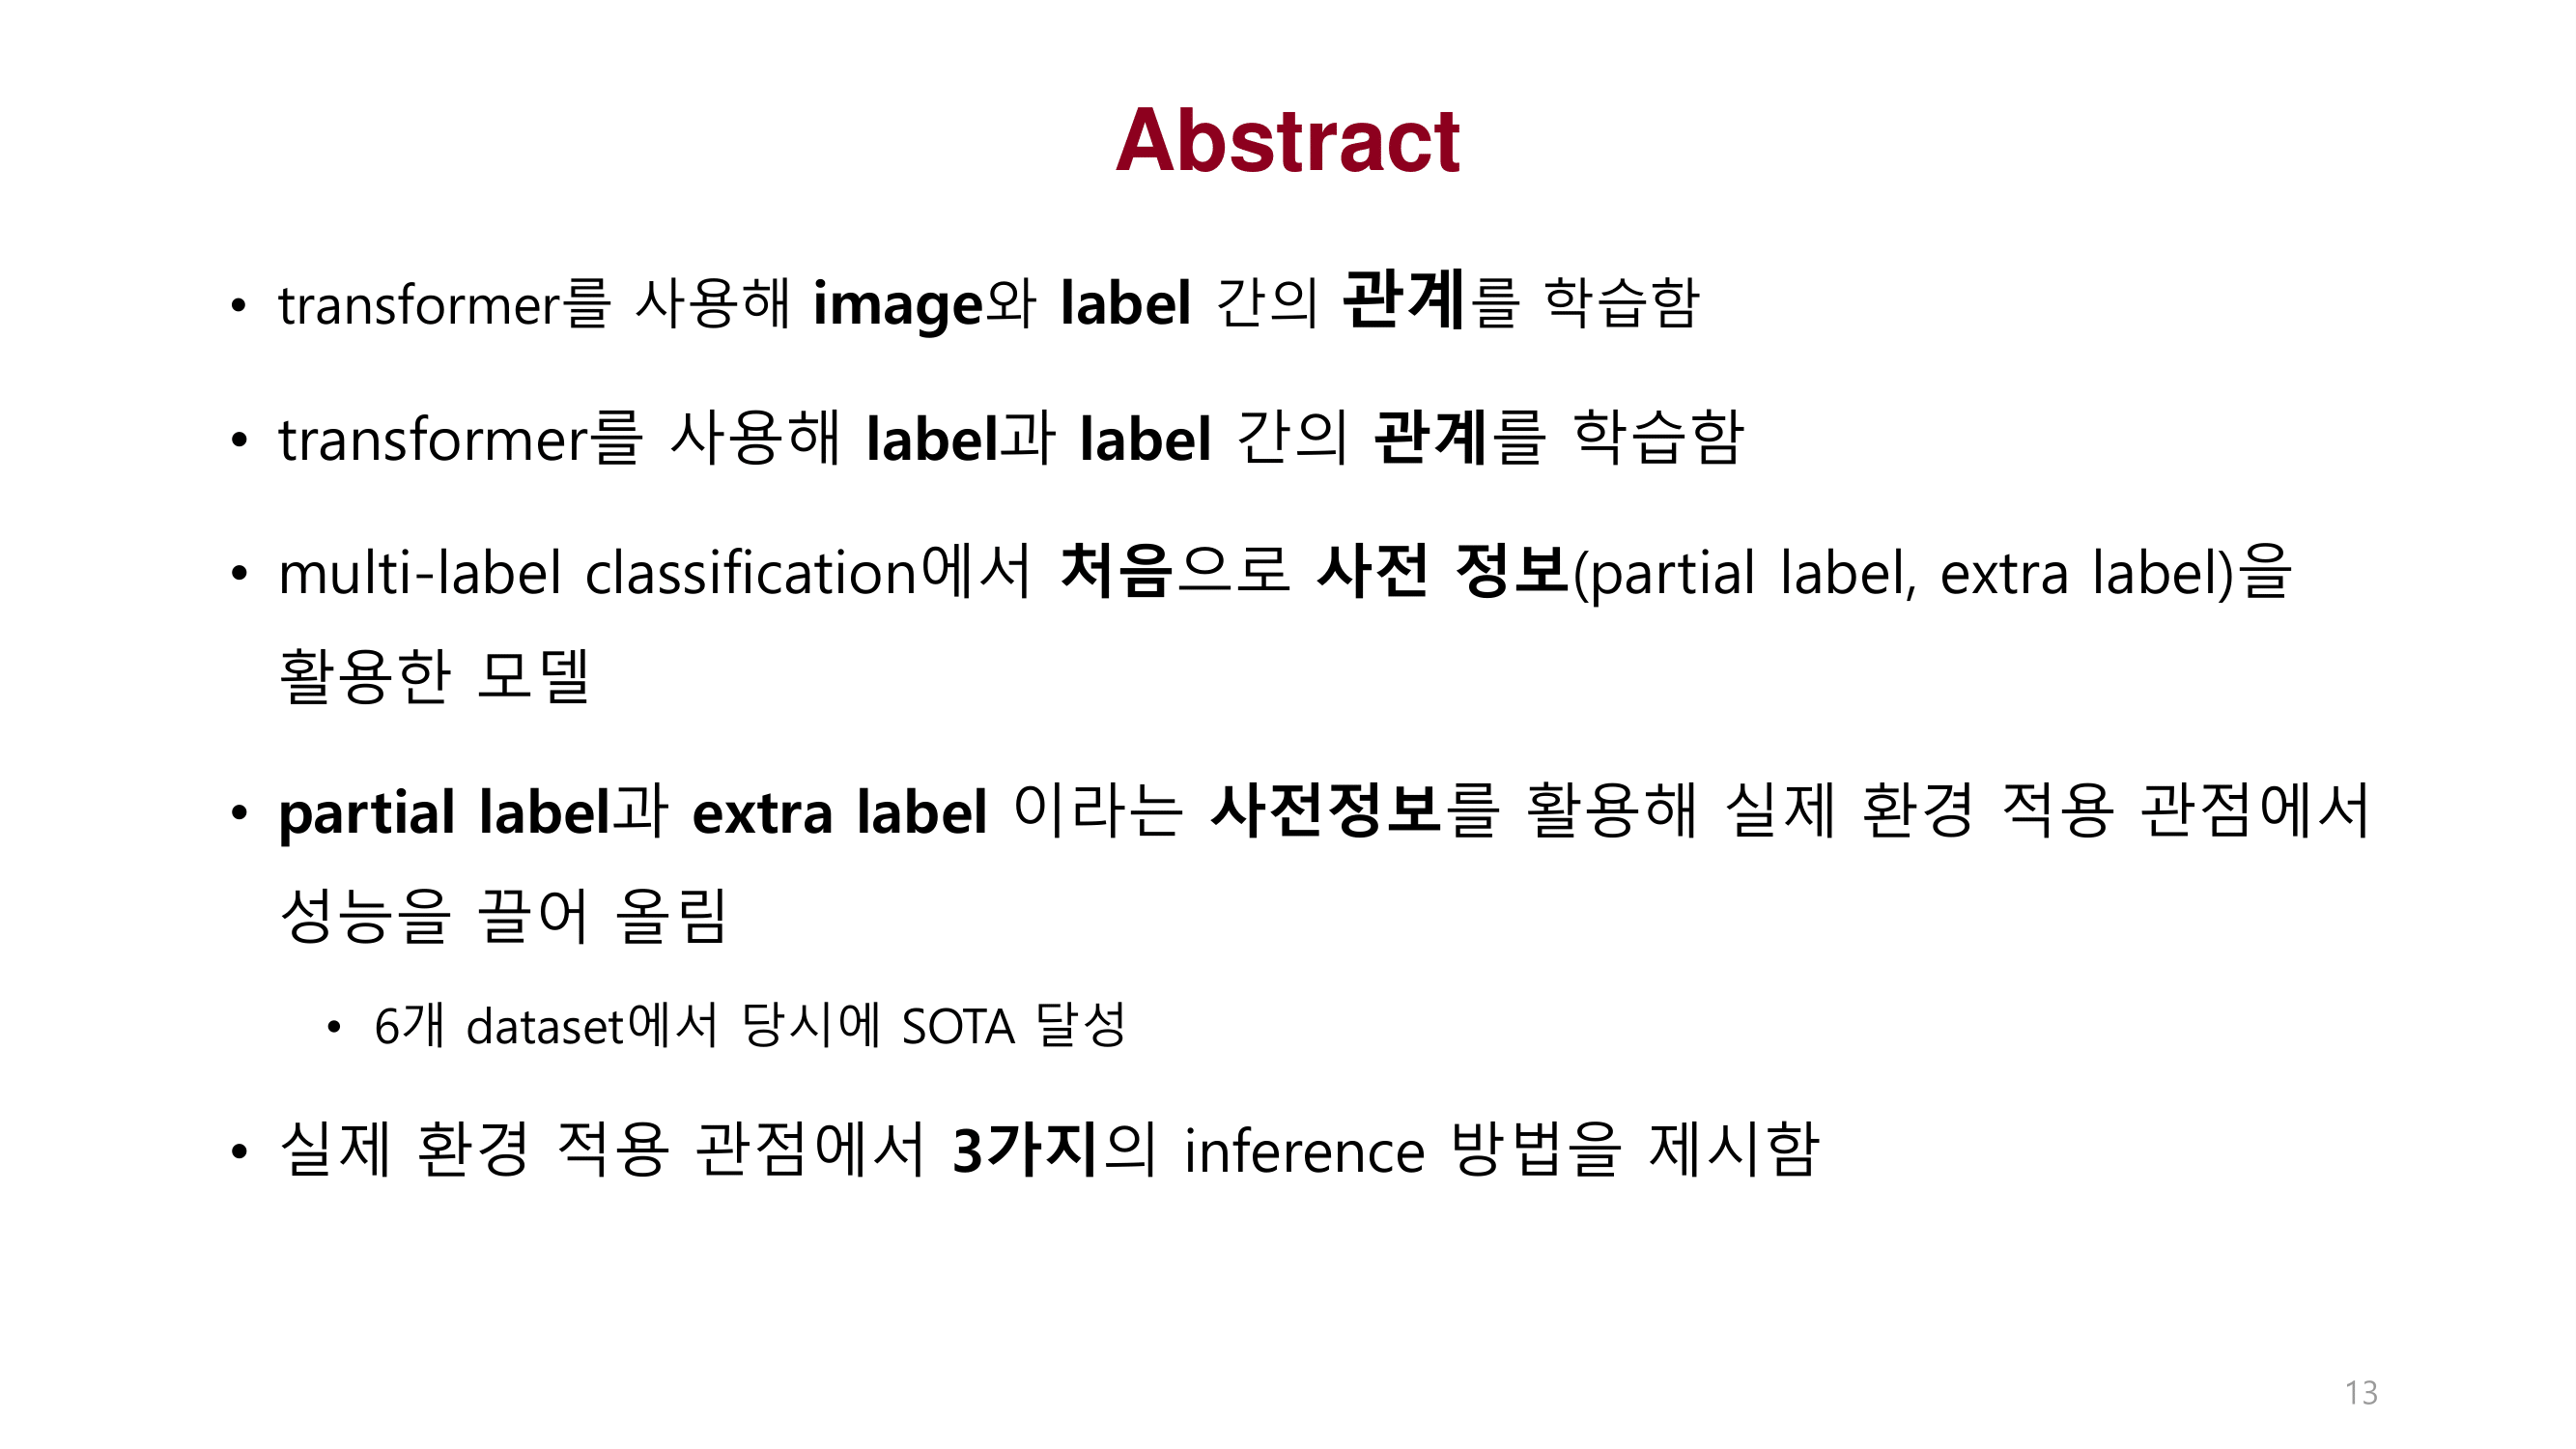 Abstract
• transformer를 사용해 image와 label 간의 관계를 학습함
• transformer를 사용해 label과 label 간의 관계를 학습함
• multi-label classification에서 처음으로 사전 정보(partial label, extra label)을
활용한 모델
• partial label과 extra label 이라는 사전정보를 활용해 실제 환경 적용 관점에서
성능을 끌어 올림
• 6개 dataset에서 당시에 SOTA 달성
• 실제 환경 적용 관점에서 3가지의 inference 방법을 제시함
13